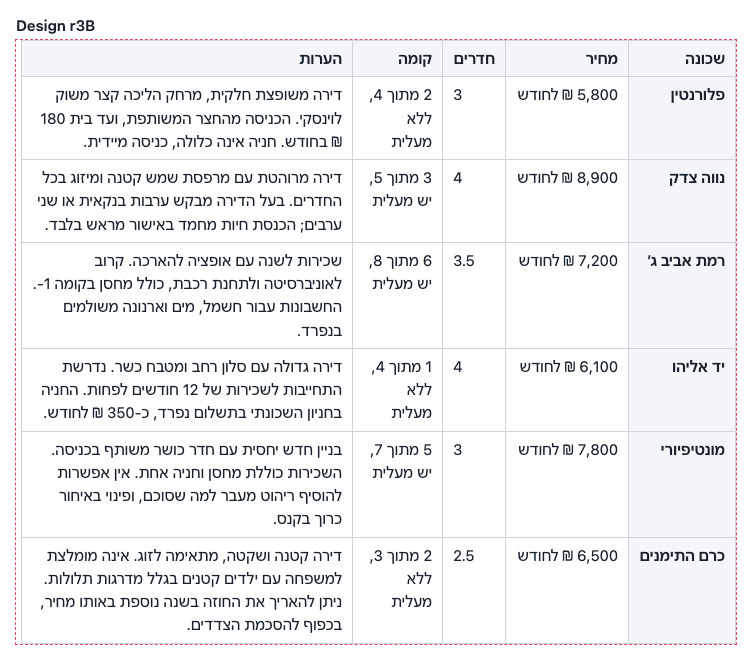 Design r3B
שכונה מחיר חדרים קומה הערות
פלורנטין
5,800 ₪ לחודש
3
2 מתוך 4,
ללא
מעלית
דירה משופצת חלקית, מרחק הליכה קצר משוק
לוינסקי. הכניסה מהחצר המשותפת, ועד בית 180
₪ בחודש. חניה אינה כלולה, כניסה מיידית.
נווה צדק
8,900 ₪ לחודש
4
3 מתוך 5,
יש מעלית
דירה מרוהטת עם מרפסת שמש קטנה ומיזוג בכל
החדרים. בעל הדירה מבקש ערבות בנקאית או שני
ערבים; הכנסת חיות מחמד באישור מראש בלבד.
רמת אביב ג׳
7,200 ₪ לחודש
3.5
6 מתוך 8,
יש מעלית
שכירות לשנה עם אופציה להארכה. קרוב
לאוניברסיטה ולתחנת רכבת, כולל מחסן בקומה 1-.
החשבונות עבור חשמל, מים וארנונה משולמים
בנפרד.
יד אליהו
6,100 ₪ לחודש
4
1 מתוך 4,
ללא
מעלית
דירה גדולה עם סלון רחב ומטבח כשר. נדרשת
התחייבות לשכירות של 12 חודשים לפחות. החניה
בחניון השכונתי בתשלום נפרד, כ-350 ₪ לחודש.
מונטיפיורי
7,800 ₪ לחודש
3
5 מתוך 7,
יש מעלית
בניין חדש יחסית עם חדר כושר משותף בכניסה.
השכירות כוללת מחסן וחניה אחת. אין אפשרות
להוסיף ריהוט מעבר למה שסוכם, ופינוי באיחור
כרוך בקנס.
כרם התימנים
6,500 ₪ לחודש
2.5
2 מתוך 3,
ללא
מעלית
דירה קטנה ושקטה, מתאימה לזוג. אינה מומלצת
למשפחה עם ילדים קטנים בגלל מדרגות תלולות.
ניתן להאריך את החוזה בשנה נוספת באותו מחיר,
בכפוף להסכמת הצדדים.